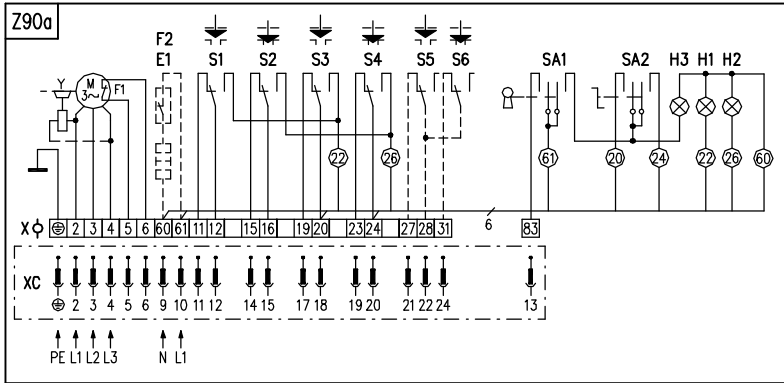 Z90a
F2
E1 S1 S2 S3 S4 S5 S6 SA1 SA2 H3 H1 H2
Y M 3~ F1
22 26 61 20 24 22 26 60
X 2 3 4 5 6 60 61 11 12 15 16 19 20 23 24 27 28 31 6 83
XC
2 3 4 5 6 9 10 11 12 14 15 17 18 19 20 21 22 24 13
PE L1 L2 L3 N L1